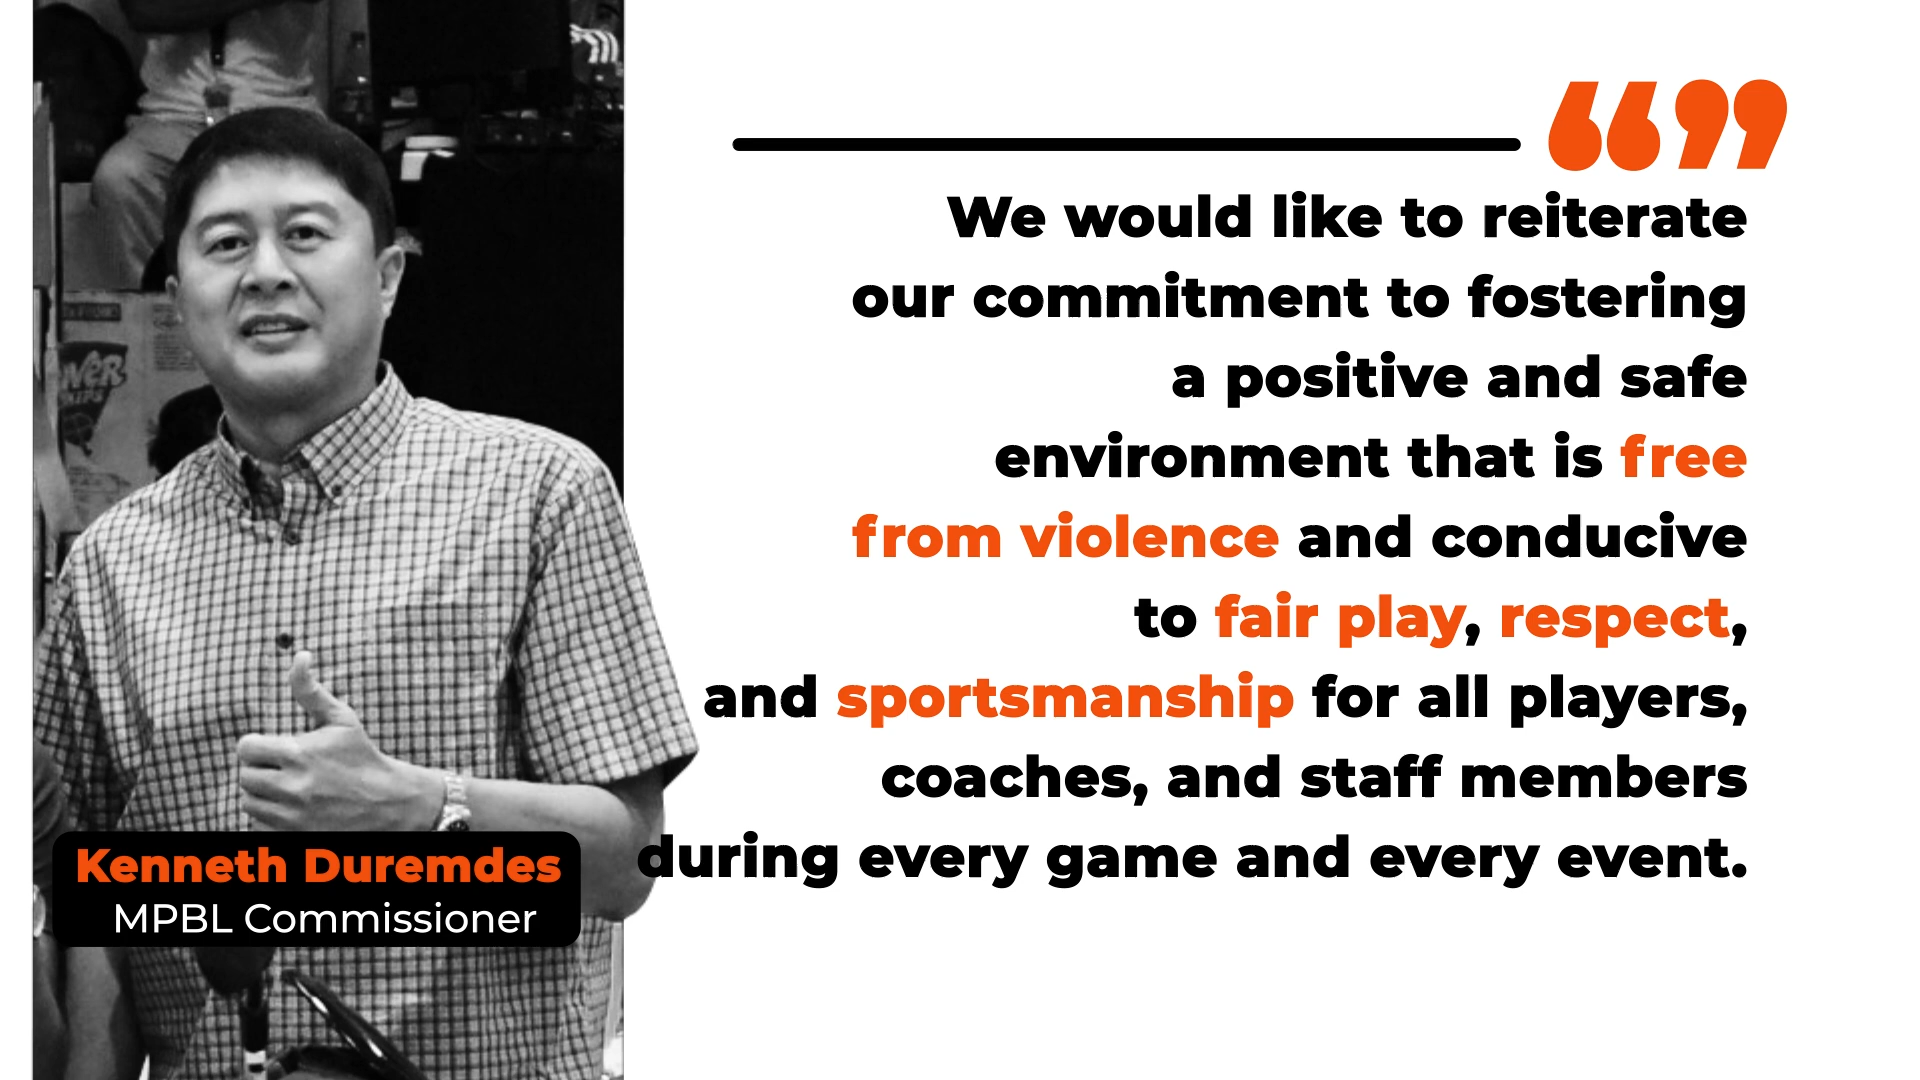 “”
We would like to reiterate
our commitment to fostering
a positive and safe
environment that is free
from violence and conducive
to fair play, respect,
and sportsmanship for all players,
coaches, and staff members
during every game and every event.
Kenneth Duremdes
MPBL Commissioner